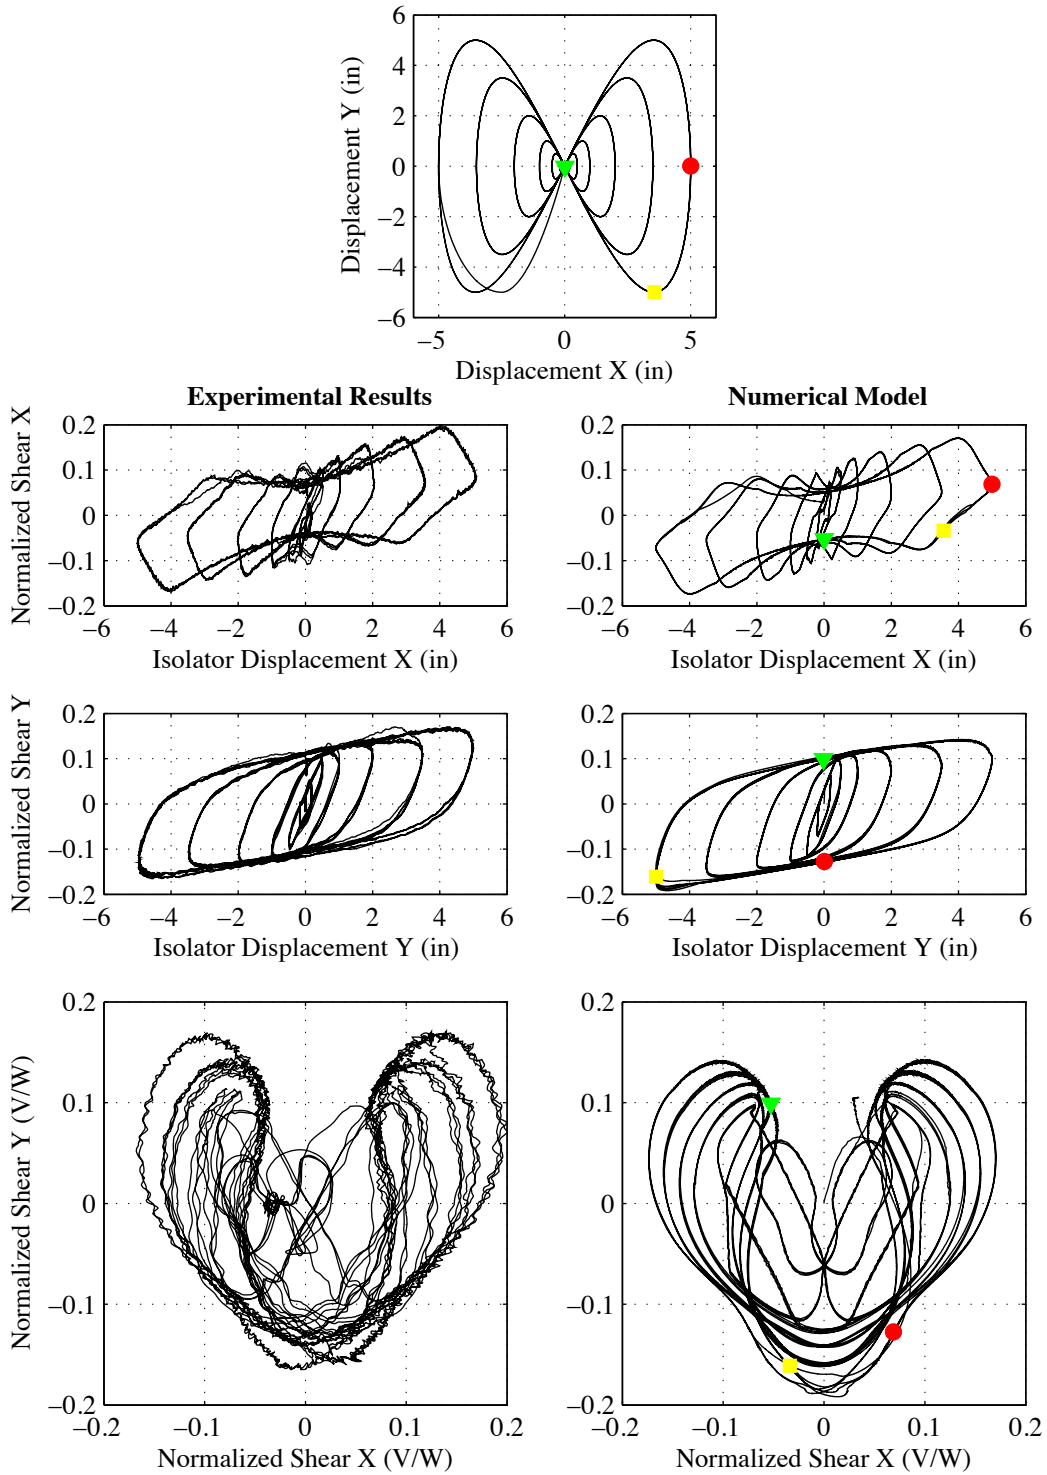 6
4
2
0
−2
−4
−6
Displacement Y (in)
−5 0 5
Displacement X (in)
Experimental Results Numerical Model
0.2
0.1
0
−0.1
−0.2
Normalized Shear X
−6 −4 −2 0 2 4 6
Isolator Displacement X (in)
0.2
0.1
0
−0.1
−0.2
−6 −4 −2 0 2 4 6
Isolator Displacement X (in)
0.2
0.1
0
−0.1
−0.2
Normalized Shear Y
−6 −4 −2 0 2 4 6
Isolator Displacement Y (in)
0.2
0.1
0
−0.1
−0.2
−6 −4 −2 0 2 4 6
Isolator Displacement Y (in)
0.2
0.1
0
−0.1
−0.2
Normalized Shear Y (V/W)
−0.2 −0.1 0 0.1 0.2
Normalized Shear X (V/W)
0.2
0.1
0
−0.1
−0.2
−0.2 −0.1 0 0.1 0.2
Normalized Shear X (V/W)